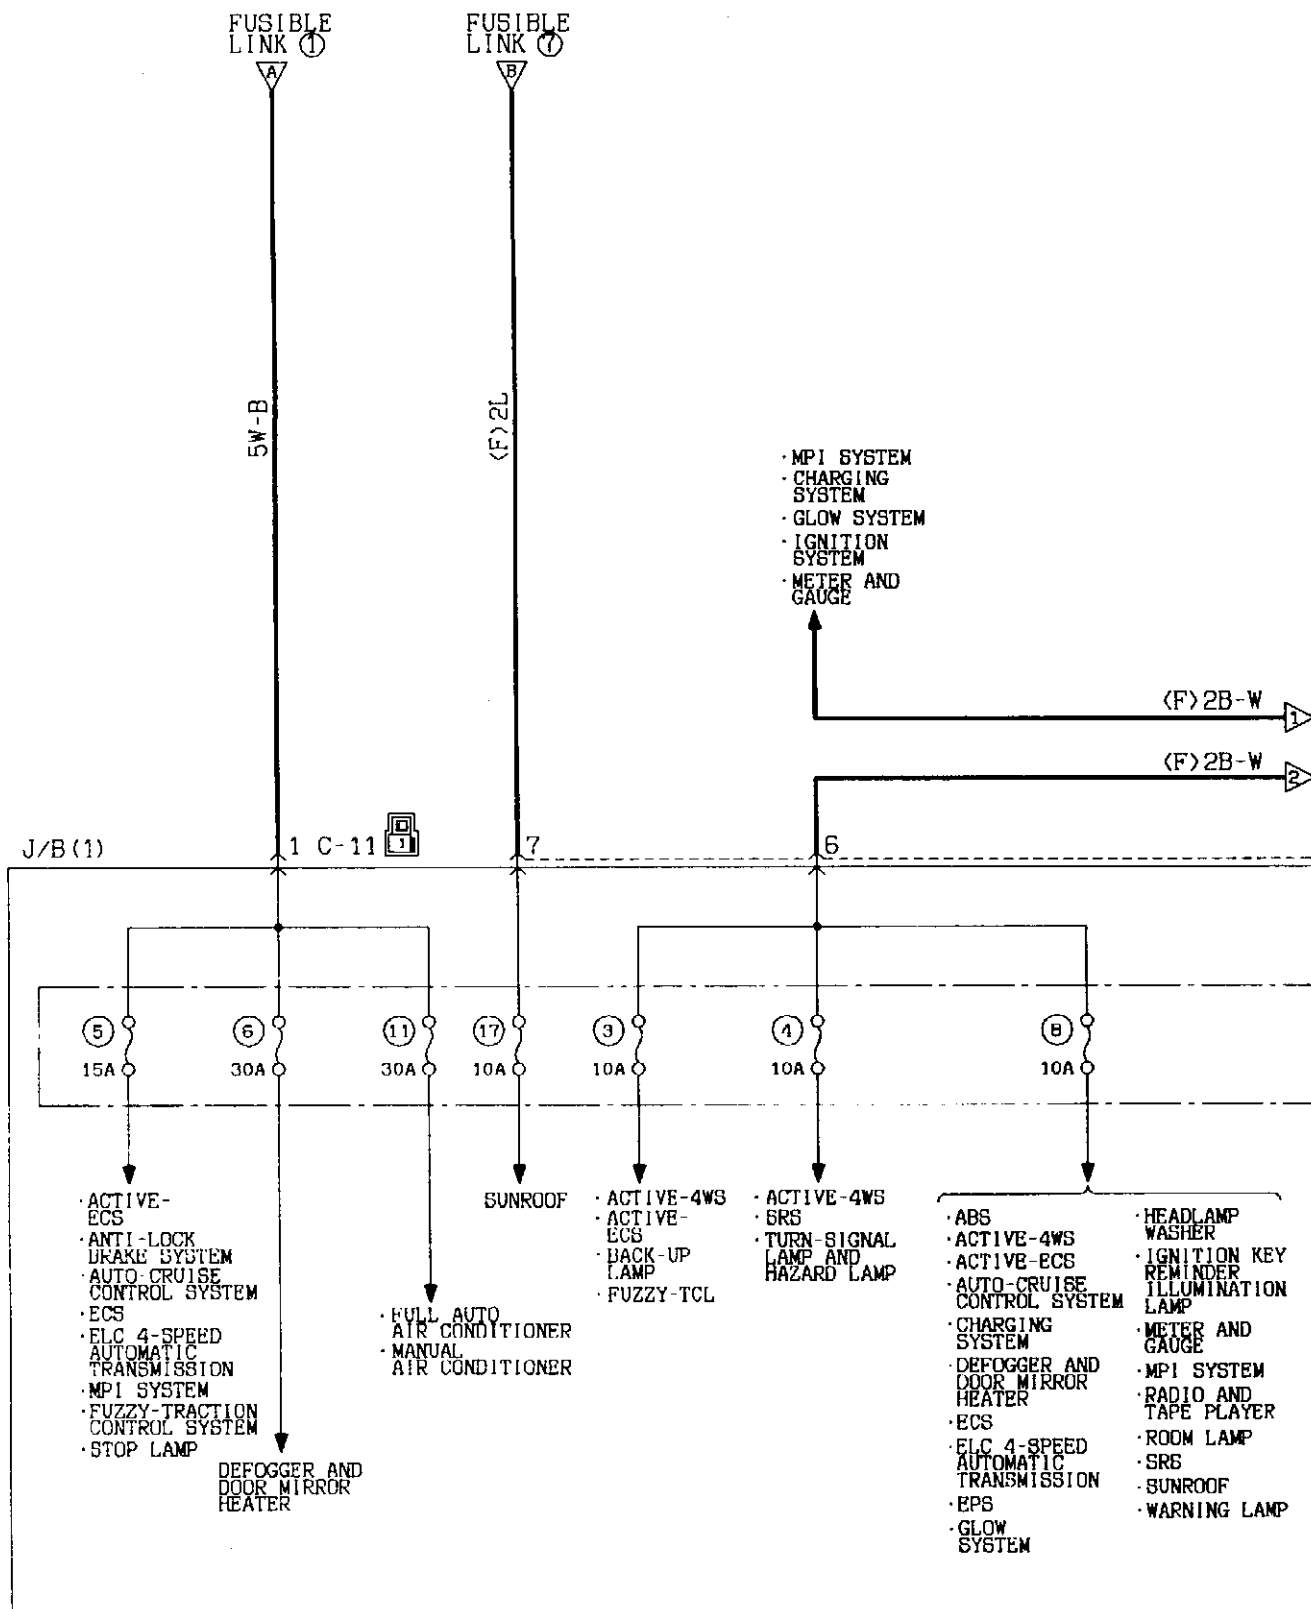 FUSIBLE
LINK ①
FUSIBLE
LINK ⑦
A
B
5W-B
⟨F⟩2L
· MPI SYSTEM
· CHARGING
SYSTEM
· GLOW SYSTEM
· IGNITION
SYSTEM
· METER AND
GAUGE
⟨F⟩2B-W
1
⟨F⟩2B-W
2
J/B(1)
1 C-11
1
7
6
⑤
15A
⑥
30A
⑪
30A
⑰
10A
③
10A
④
10A
⑧
10A
· ACTIVE-
ECS
· ANTI-LOCK
BRAKE SYSTEM
· AUTO-CRUISE
CONTROL SYSTEM
· ECS
· ELC 4-SPEED
AUTOMATIC
TRANSMISSION
· MPI SYSTEM
· FUZZY-TRACTION
CONTROL SYSTEM
· STOP LAMP
DEFOGGER AND
DOOR MIRROR
HEATER
· FULL AUTO
AIR CONDITIONER
· MANUAL
AIR CONDITIONER
SUNROOF
· ACTIVE-4WS
· ACTIVE-
ECS
· BACK-UP
LAMP
· FUZZY-TCL
· ACTIVE-4WS
· SRS
· TURN-SIGNAL
LAMP AND
HAZARD LAMP
· ABS
· ACTIVE-4WS
· ACTIVE-ECS
· AUTO-CRUISE
CONTROL SYSTEM
· CHARGING
SYSTEM
· DEFOGGER AND
DOOR MIRROR
HEATER
· ECS
· ELC 4-SPEED
AUTOMATIC
TRANSMISSION
· EPS
· GLOW
SYSTEM
· HEADLAMP
WASHER
· IGNITION KEY
REMINDER
ILLUMINATION
LAMP
· METER AND
GAUGE
· MPI SYSTEM
· RADIO AND
TAPE PLAYER
· ROOM LAMP
· SRS
· SUNROOF
· WARNING LAMP